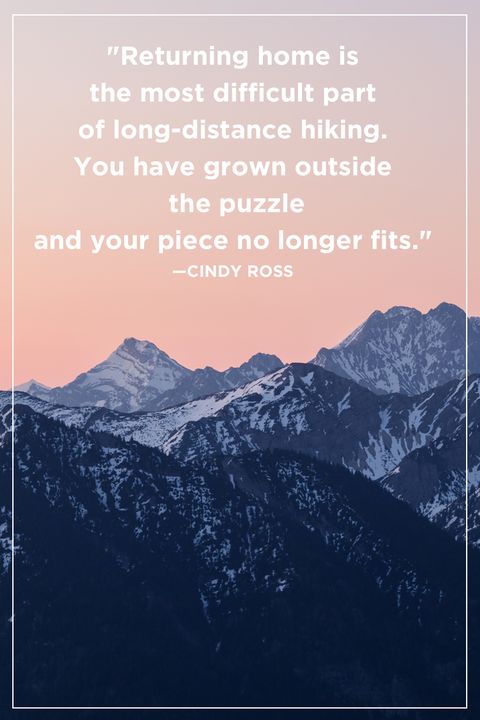 "Returning home is
the most difficult part
of long-distance hiking.
You have grown outside
the puzzle
and your piece no longer fits."
—CINDY ROSS